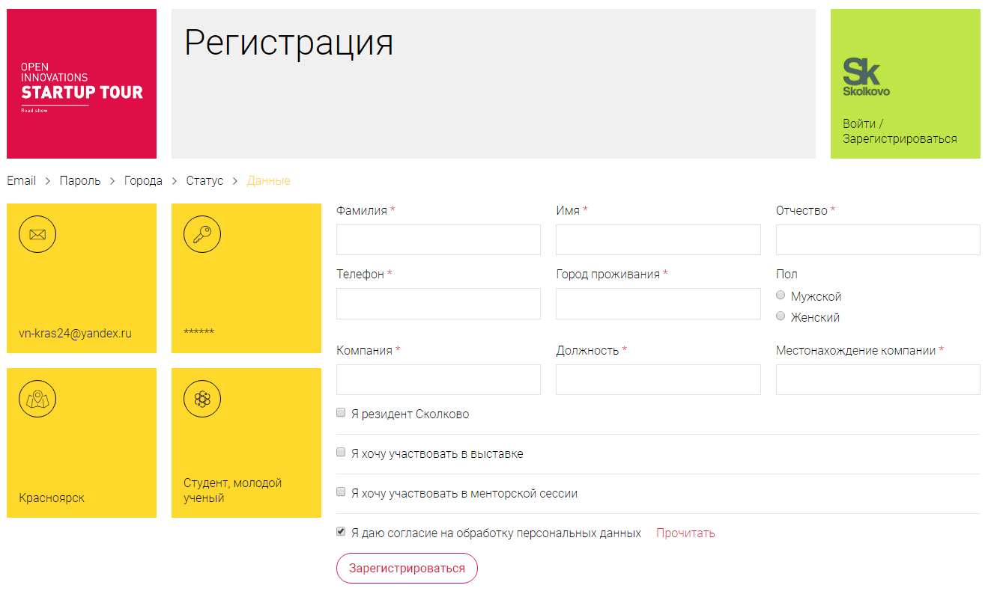 OPEN
INNOVATIONS
STARTUP TOUR
Road show
Регистрация
Sk
Skolkovo
Войти /
Зарегистрироваться
Email > Пароль > Города > Статус > Данные
vn-kras24@yandex.ru
******
Красноярск
Студент, молодой
ученый
Фамилия * Имя * Отчество *
Телефон * Город проживания * Пол
Мужской
Женский
Компания * Должность * Местонахождение компании *
Я резидент Сколково
Я хочу участвовать в выставке
Я хочу участвовать в менторской сессии
Я даю согласие на обработку персональных данных Прочитать
Зарегистрироваться